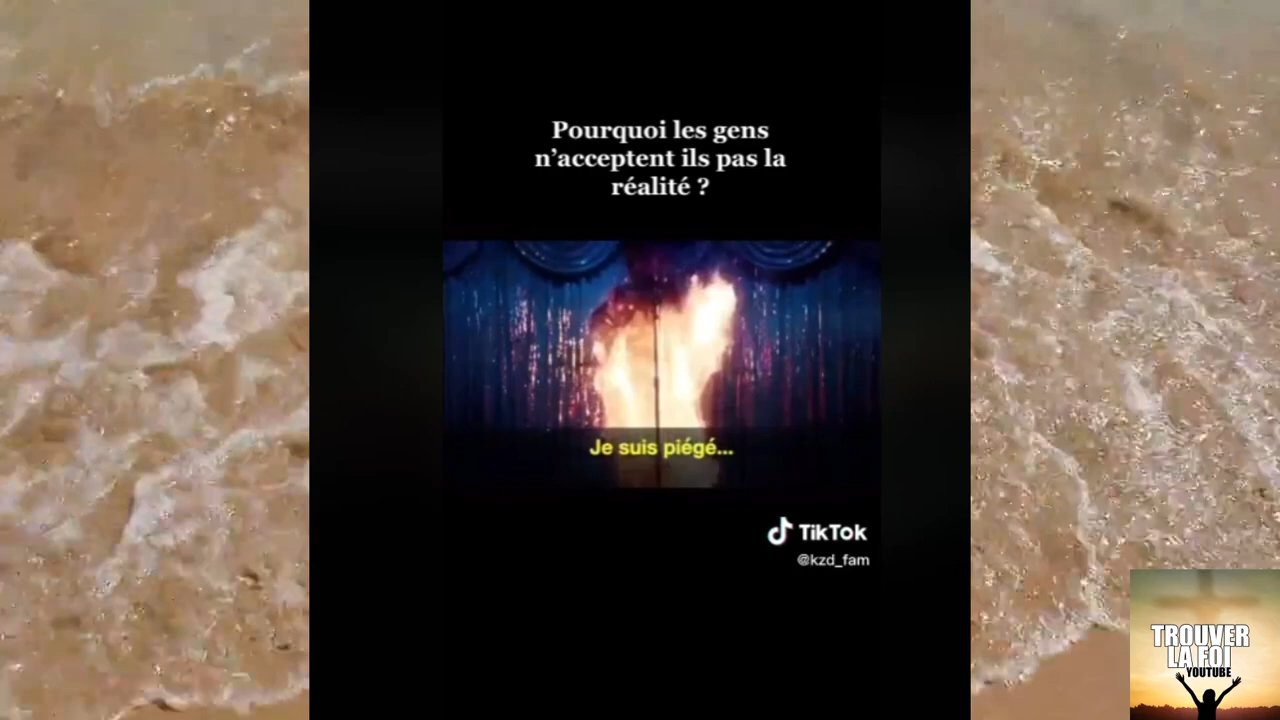 Pourquoi les gens
n’acceptent ils pas la
réalité ?
Je suis piégé...
TikTok
@kzd_fam
TROUVER
LA FOI
YOUTUBE